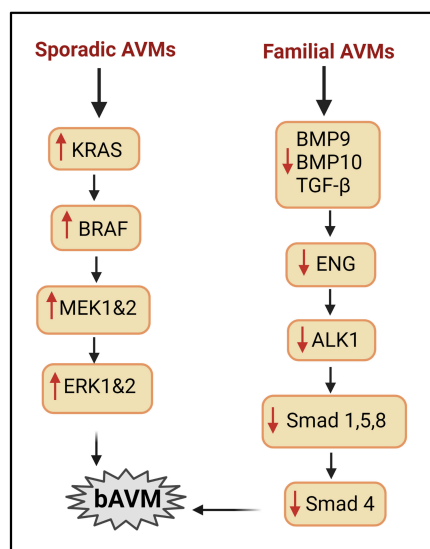 Sporadic AVMs
KRAS
BRAF
MEK1&2
ERK1&2
Familial AVMs
BMP9
BMP10
TGF-β
ENG
ALK1
Smad 1,5,8
Smad 4
bAVM